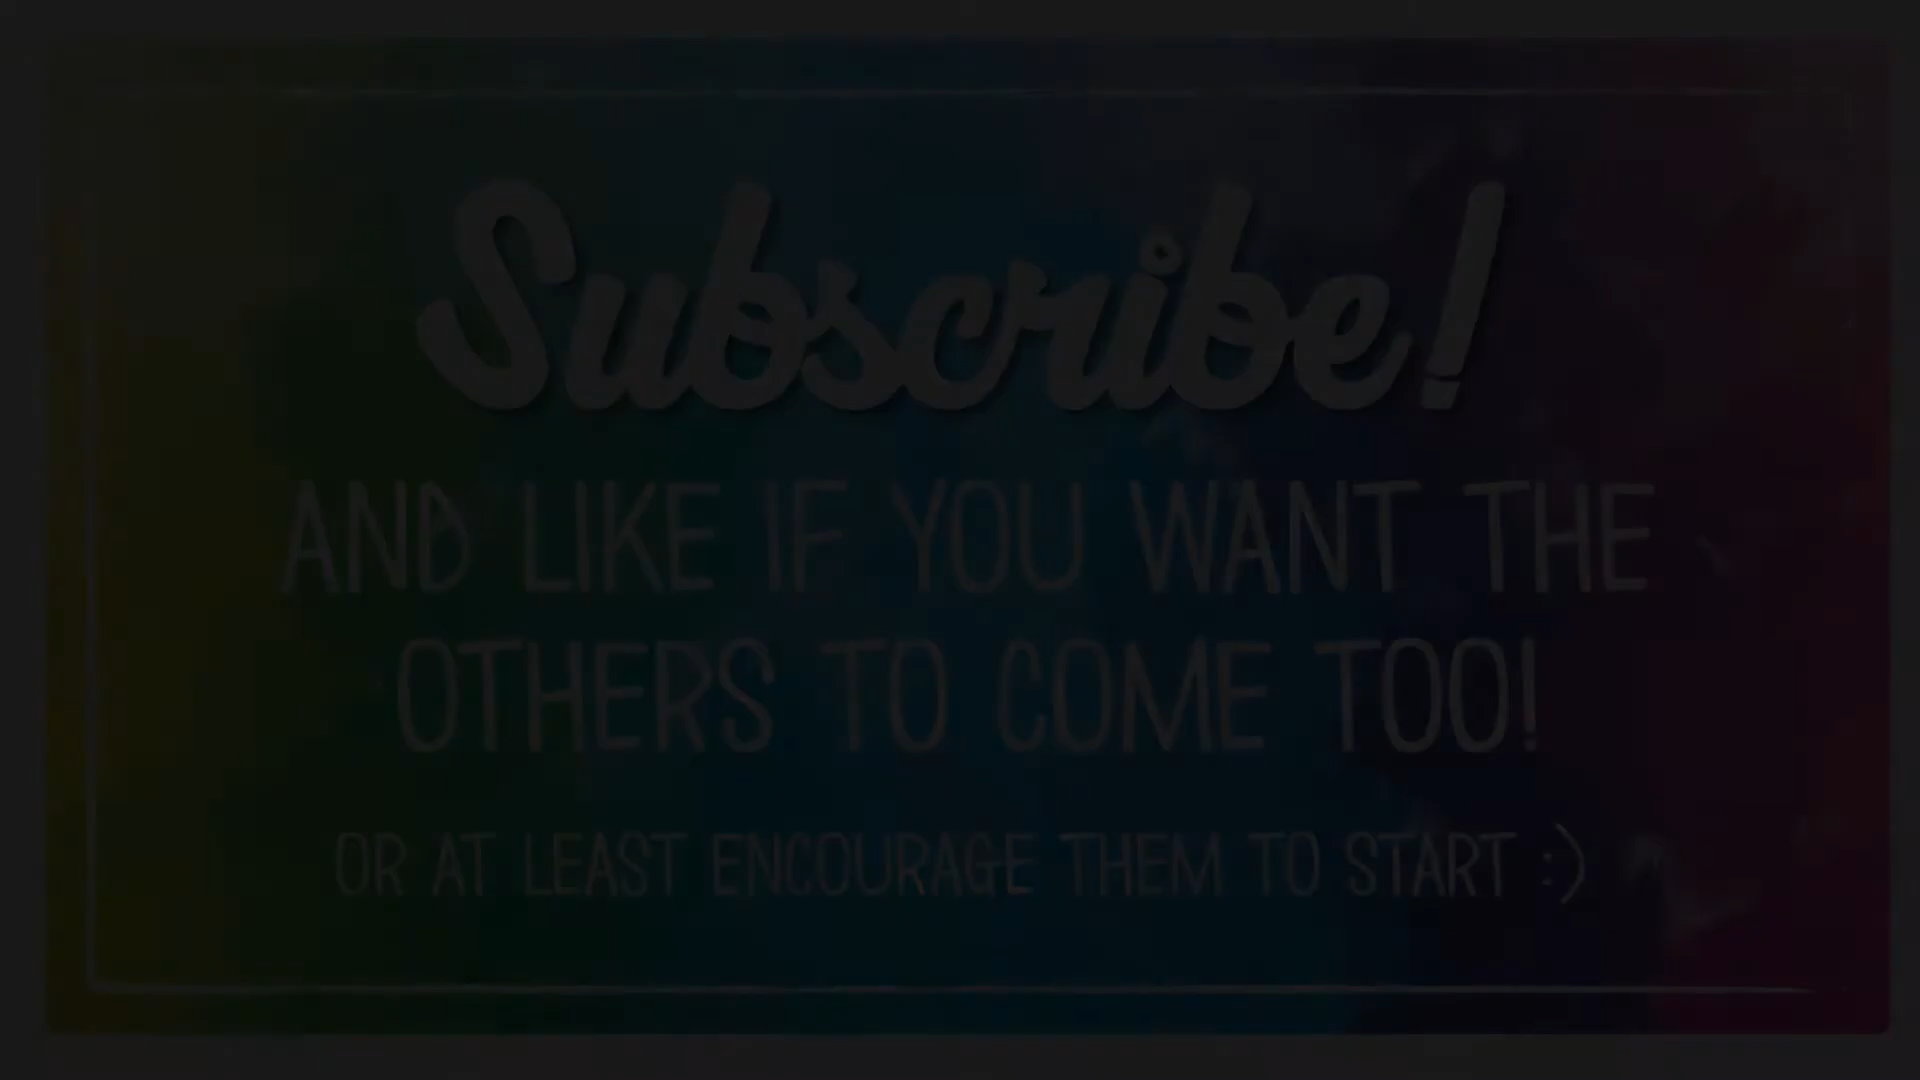 Subscribe!
AND LIKE IF YOU WANT THE
OTHERS TO COME TOO!
OR AT LEAST ENCOURAGE THEM TO START :)